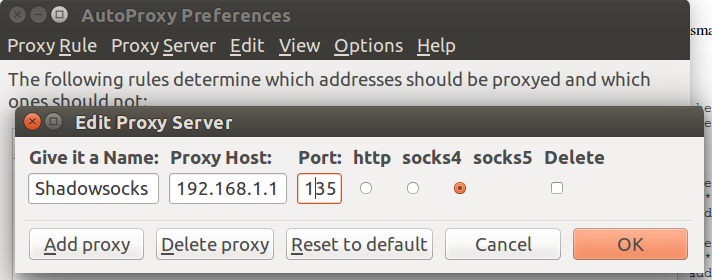 AutoProxy Preferences
Proxy Rule Proxy Server Edit View Options Help
The following rules determine which addresses should be proxyed and which
ones should not:
Edit Proxy Server
Give it a Name: Proxy Host: Port: http socks4 socks5 Delete
Shadowsocks 192.168.1.1 135
Add proxy Delete proxy Reset to default Cancel OK